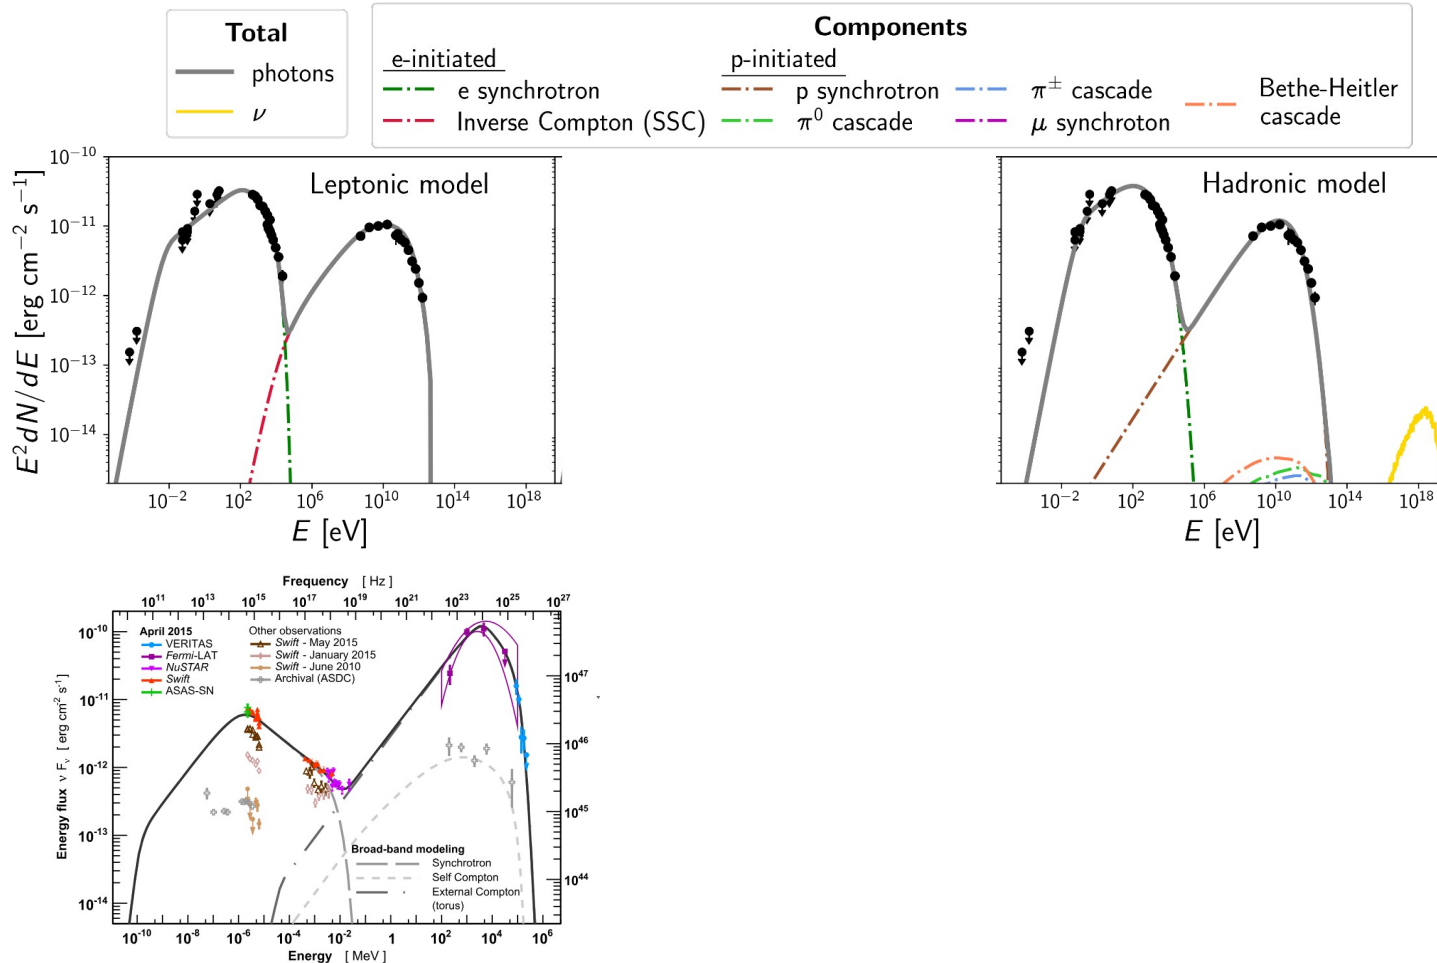 Total
photons
ν
Components
e-initiated
e synchrotron
Inverse Compton (SSC)
p-initiated
p synchrotron
π⁰ cascade
π± cascade
μ synchroton
Bethe-Heitler
cascade
Leptonic model
E² dN/dE [erg cm⁻² s⁻¹]
10⁻¹⁰
10⁻¹¹
10⁻¹²
10⁻¹³
10⁻¹⁴
10⁻² 10² 10⁶ 10¹⁰ 10¹⁴ 10¹⁸
E [eV]
Hadronic model
10⁻² 10² 10⁶ 10¹⁰ 10¹⁴ 10¹⁸
E [eV]
Frequency [ Hz ]
10¹¹ 10¹³ 10¹⁵ 10¹⁷ 10¹⁹ 10²¹ 10²³ 10²⁵ 10²⁷
April 2015
VERITAS
Fermi-LAT
NuSTAR
Swift
ASAS-SN
Other observations
Swift - May 2015
Swift - January 2015
Swift - June 2010
Archival (ASDC)
Energy flux ν Fν [ erg cm⁻² s⁻¹ ]
10⁻¹⁰
10⁻¹¹
10⁻¹²
10⁻¹³
10⁻¹⁴
10⁴⁷
10⁴⁶
10⁴⁵
10⁴⁴
Broad-band modeling
Synchrotron
Self Compton
External Compton
(torus)
10⁻¹⁰ 10⁻⁸ 10⁻⁶ 10⁻⁴ 10⁻² 1 10² 10⁴ 10⁶
Energy [ MeV ]